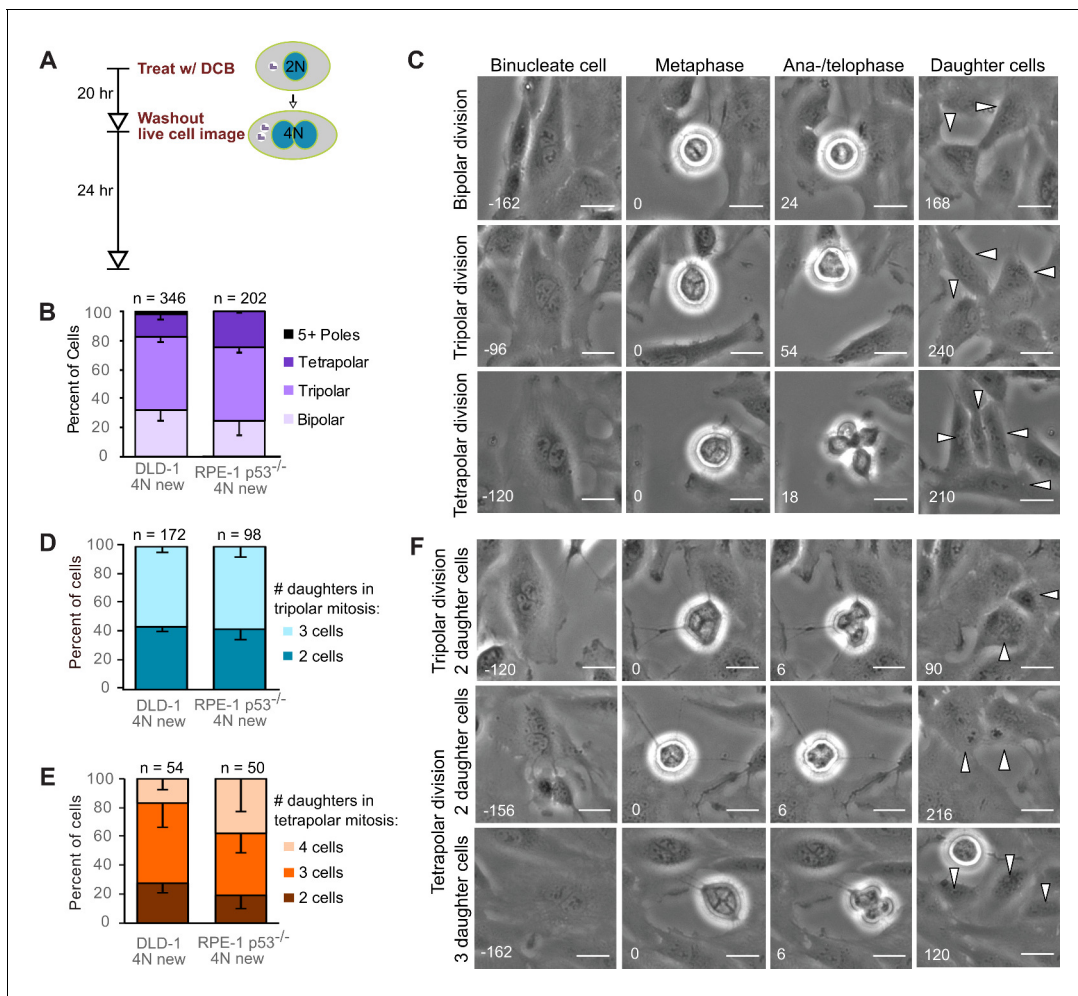 A
Treat w/ DCB
2N
20 hr
Washout
live cell image
4N
24 hr
B
n = 346
n = 202
Percent of Cells
100
80
60
40
20
0
5+ Poles
Tetrapolar
Tripolar
Bipolar
DLD-1
4N new
RPE-1 p53-/-
4N new
C
Binucleate cell
Metaphase
Ana-/telophase
Daughter cells
Bipolar division
-162
0
24
168
Tripolar division
-96
0
54
240
Tetrapolar division
-120
0
18
210
D
n = 172
n = 98
Percent of cells
100
80
60
40
20
0
# daughters in
tripolar mitosis:
3 cells
2 cells
DLD-1
4N new
RPE-1 p53-/-
4N new
E
n = 54
n = 50
Percent of cells
100
80
60
40
20
0
# daughters in
tetrapolar mitosis:
4 cells
3 cells
2 cells
DLD-1
4N new
RPE-1 p53-/-
4N new
F
Tripolar division
2 daughter cells
-120
0
6
90
Tetrapolar division
2 daughter cells
-156
0
6
216
3 daughter cells
-162
0
6
120